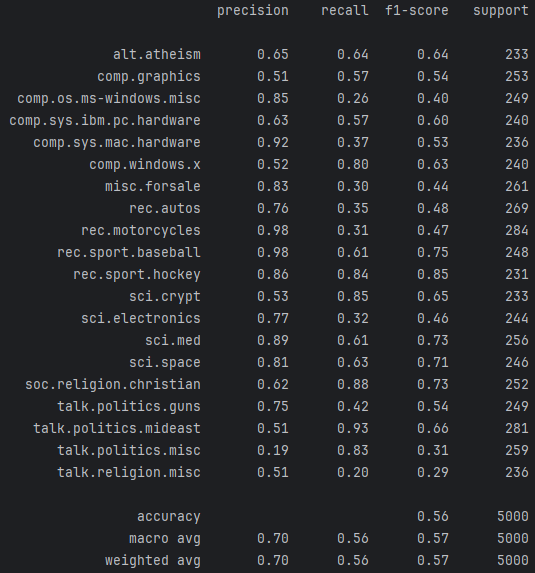 precision recall f1-score support
alt.atheism 0.65 0.64 0.64 233
comp.graphics 0.51 0.57 0.54 253
comp.os.ms-windows.misc 0.85 0.26 0.40 249
comp.sys.ibm.pc.hardware 0.63 0.57 0.60 240
comp.sys.mac.hardware 0.92 0.37 0.53 236
comp.windows.x 0.52 0.80 0.63 240
misc.forsale 0.83 0.30 0.44 261
rec.autos 0.76 0.35 0.48 269
rec.motorcycles 0.98 0.31 0.47 284
rec.sport.baseball 0.98 0.61 0.75 248
rec.sport.hockey 0.86 0.84 0.85 231
sci.crypt 0.53 0.85 0.65 233
sci.electronics 0.77 0.32 0.46 244
sci.med 0.89 0.61 0.73 256
sci.space 0.81 0.63 0.71 246
soc.religion.christian 0.62 0.88 0.73 252
talk.politics.guns 0.75 0.42 0.54 249
talk.politics.mideast 0.51 0.93 0.66 281
talk.politics.misc 0.19 0.83 0.31 259
talk.religion.misc 0.51 0.20 0.29 236
accuracy 0.56 5000
macro avg 0.70 0.56 0.57 5000
weighted avg 0.70 0.56 0.57 5000